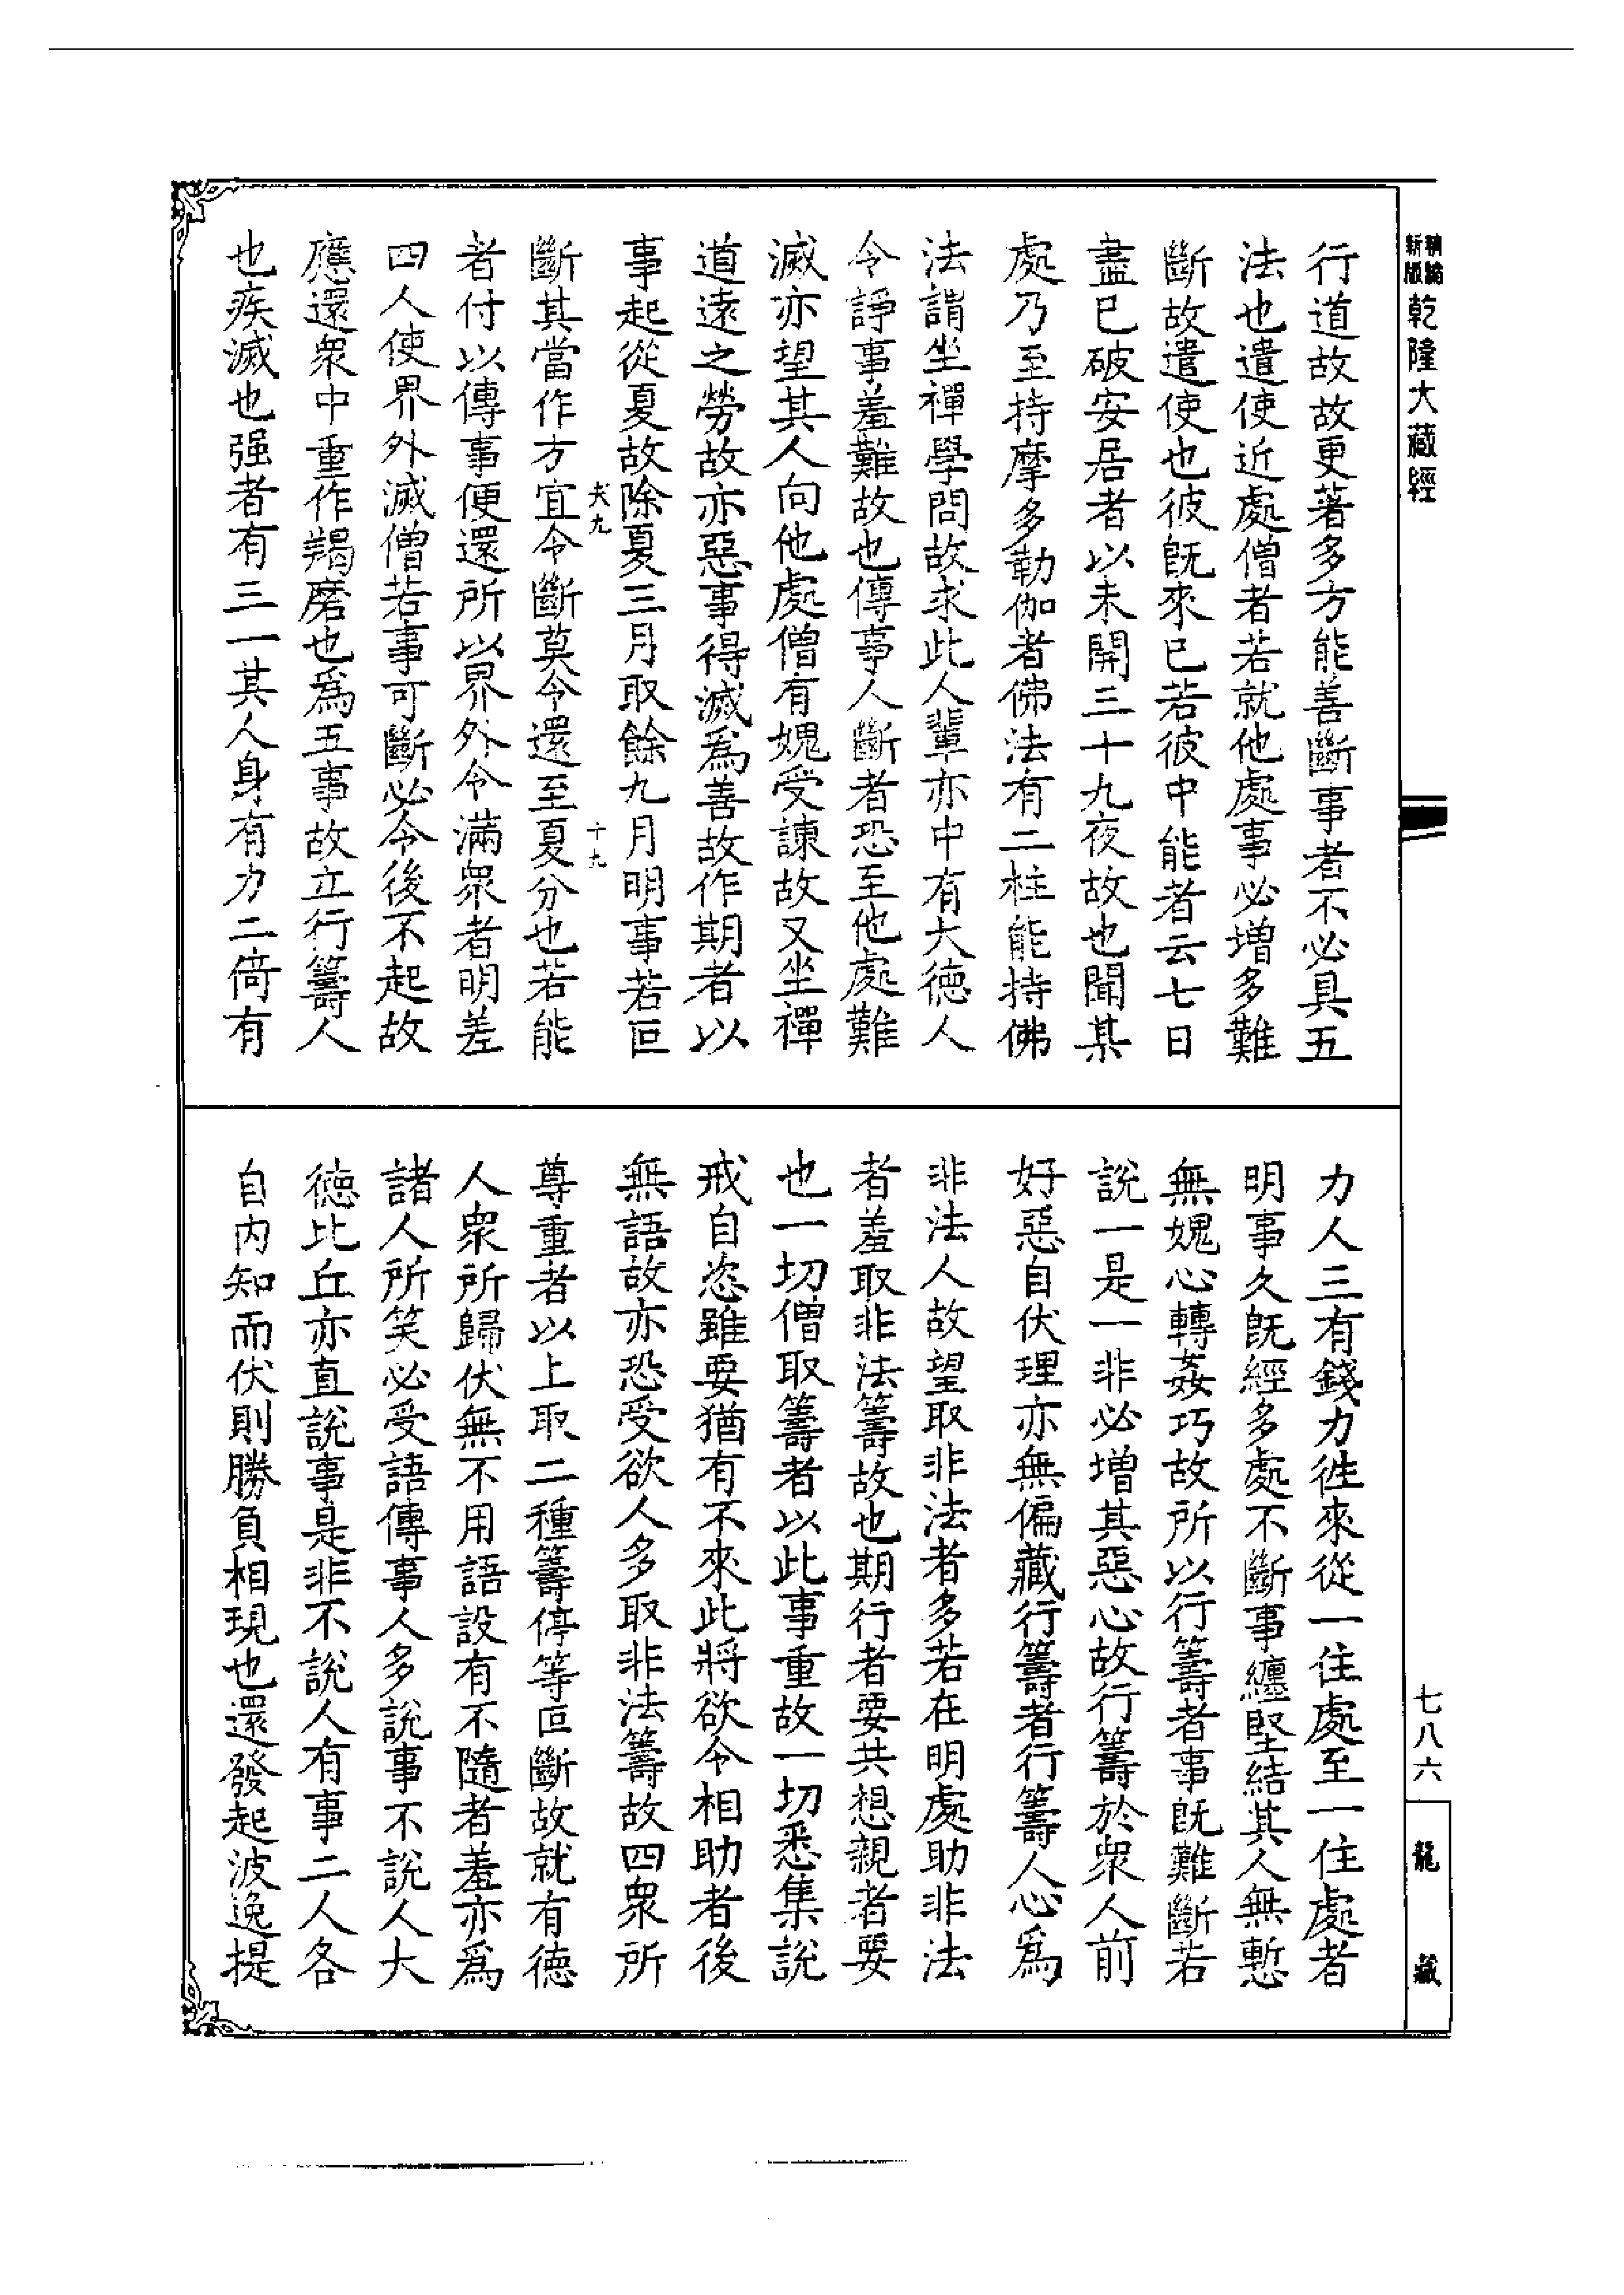 新編縮版乾隆大藏經
行道故故更著多方能善斷事者不必具五
法也遣使近處僧者若就他處事必增多難
斷故遣使也彼既來已若彼中能者云七日
盡已破安居者以未開三十九夜故也聞某
處乃至持摩多勒伽者佛法有二柱能持佛
法謂坐禪學問故求此人輩亦中有大德人
令諍事羞難故也傳事人斷者恐至他處難
滅亦望其人向他處僧有媿受諫故又坐禪
道遠之勞故亦惡事得滅爲善故作期者以
事起從夏故除夏三月取餘九月明事若叵
夾九
十九
斷其當作方宜令斷莫令還至夏分也若能
者付以傳事便還所以界外令滿衆者明差
四人使界外滅僧若事可斷必令後不起故
應還衆中重作羯磨也爲五事故立行籌人
也疾滅也强者有三一其人身有力二倚有
力人三有錢力徃來從一住處至一住處者
明事久既經多處不斷事纏堅結其人無慙
無媿心轉姦巧故所以行籌者事既難斷若
說一是一非必增其惡心故行籌於衆人前
好惡自伏理亦無偏藏行籌者行籌人心爲
非法人故望取非法者多若在明處助非法
者羞取非法籌故也期行者要共想親者要
也一切僧取籌者以此事重故一切悉集說
戒自恣雖要猶有不來此將欲令相助者後
無語故亦恐受欲人多取非法籌故四衆所
尊重者以上取二種籌停等叵斷故就有德
人衆所歸伏無不用語設有不隨者羞亦爲
諸人所笑必受語傳事人多說事不說人大
德比丘亦直說事是非不說人有事二人各
自内知而伏則勝負相現也還發起波逸提
七八六
龍藏